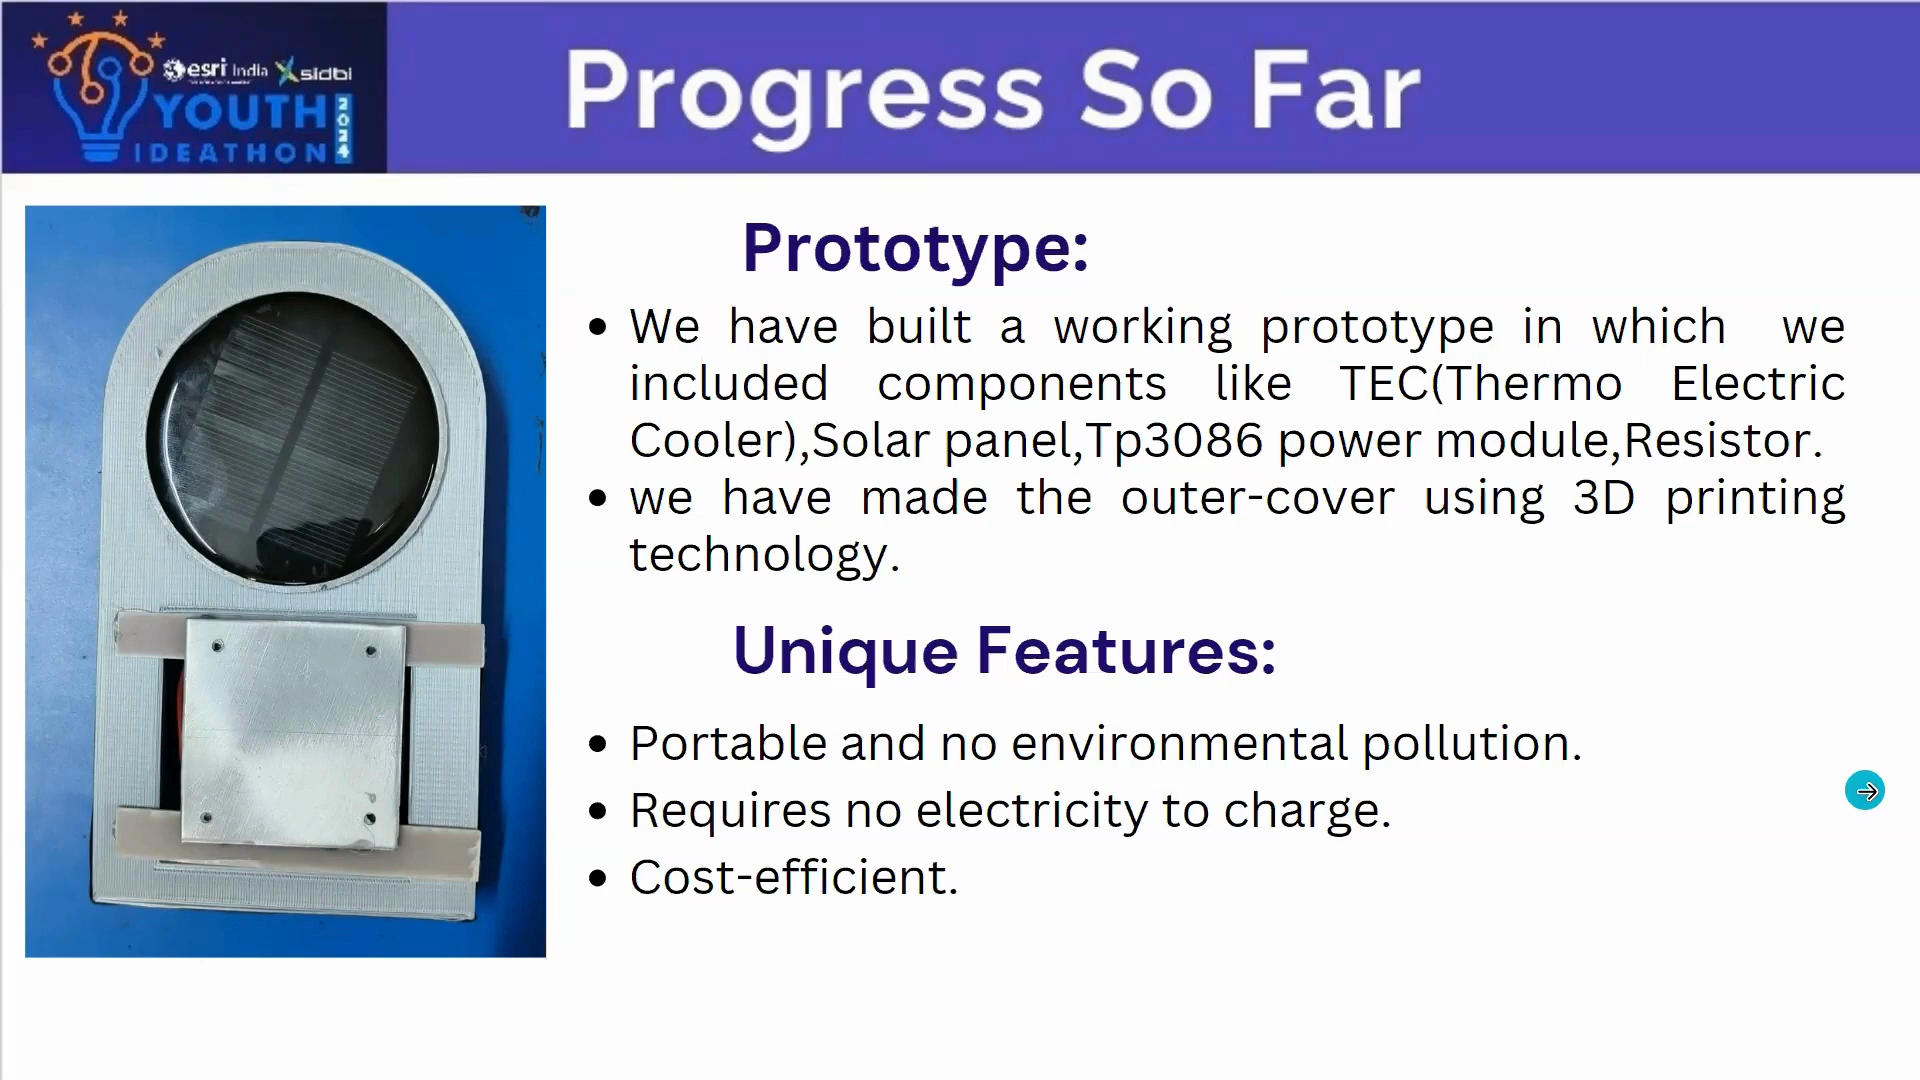 esri India sidbi
YOUTH 2024
IDEATHON
Progress So Far
Prototype:
• We have built a working prototype in which we
included components like TEC(Thermo Electric
Cooler),Solar panel,Tp3086 power module,Resistor.
• we have made the outer-cover using 3D printing
technology.
Unique Features:
• Portable and no environmental pollution.
• Requires no electricity to charge.
• Cost-efficient.